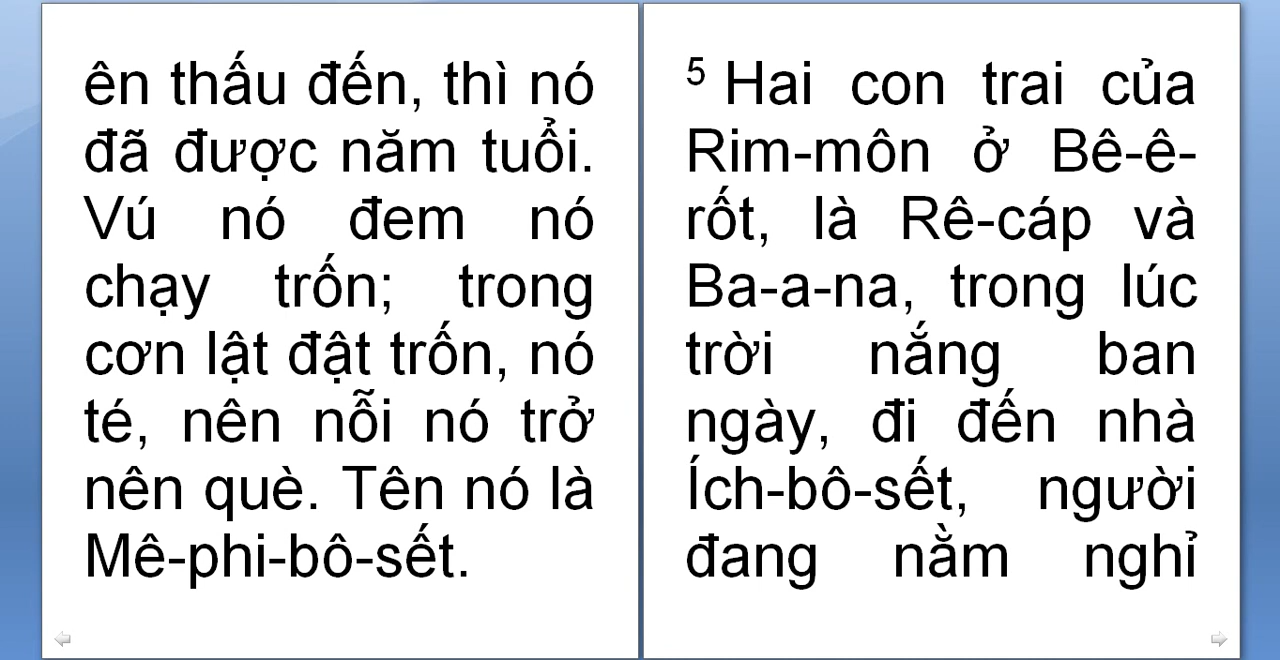 ên thấu đến, thì nó
đã được năm tuổi.
Vú nó đem nó
chạy trốn; trong
cơn lật đật trốn, nó
té, nên nỗi nó trở
nên què. Tên nó là
Mê-phi-bô-sết.
5 Hai con trai của
Rim-môn ở Bê-ê-
rốt, là Rê-cáp và
Ba-a-na, trong lúc
trời nắng ban
ngày, đi đến nhà
Ích-bô-sết, người
đang nằm nghỉ